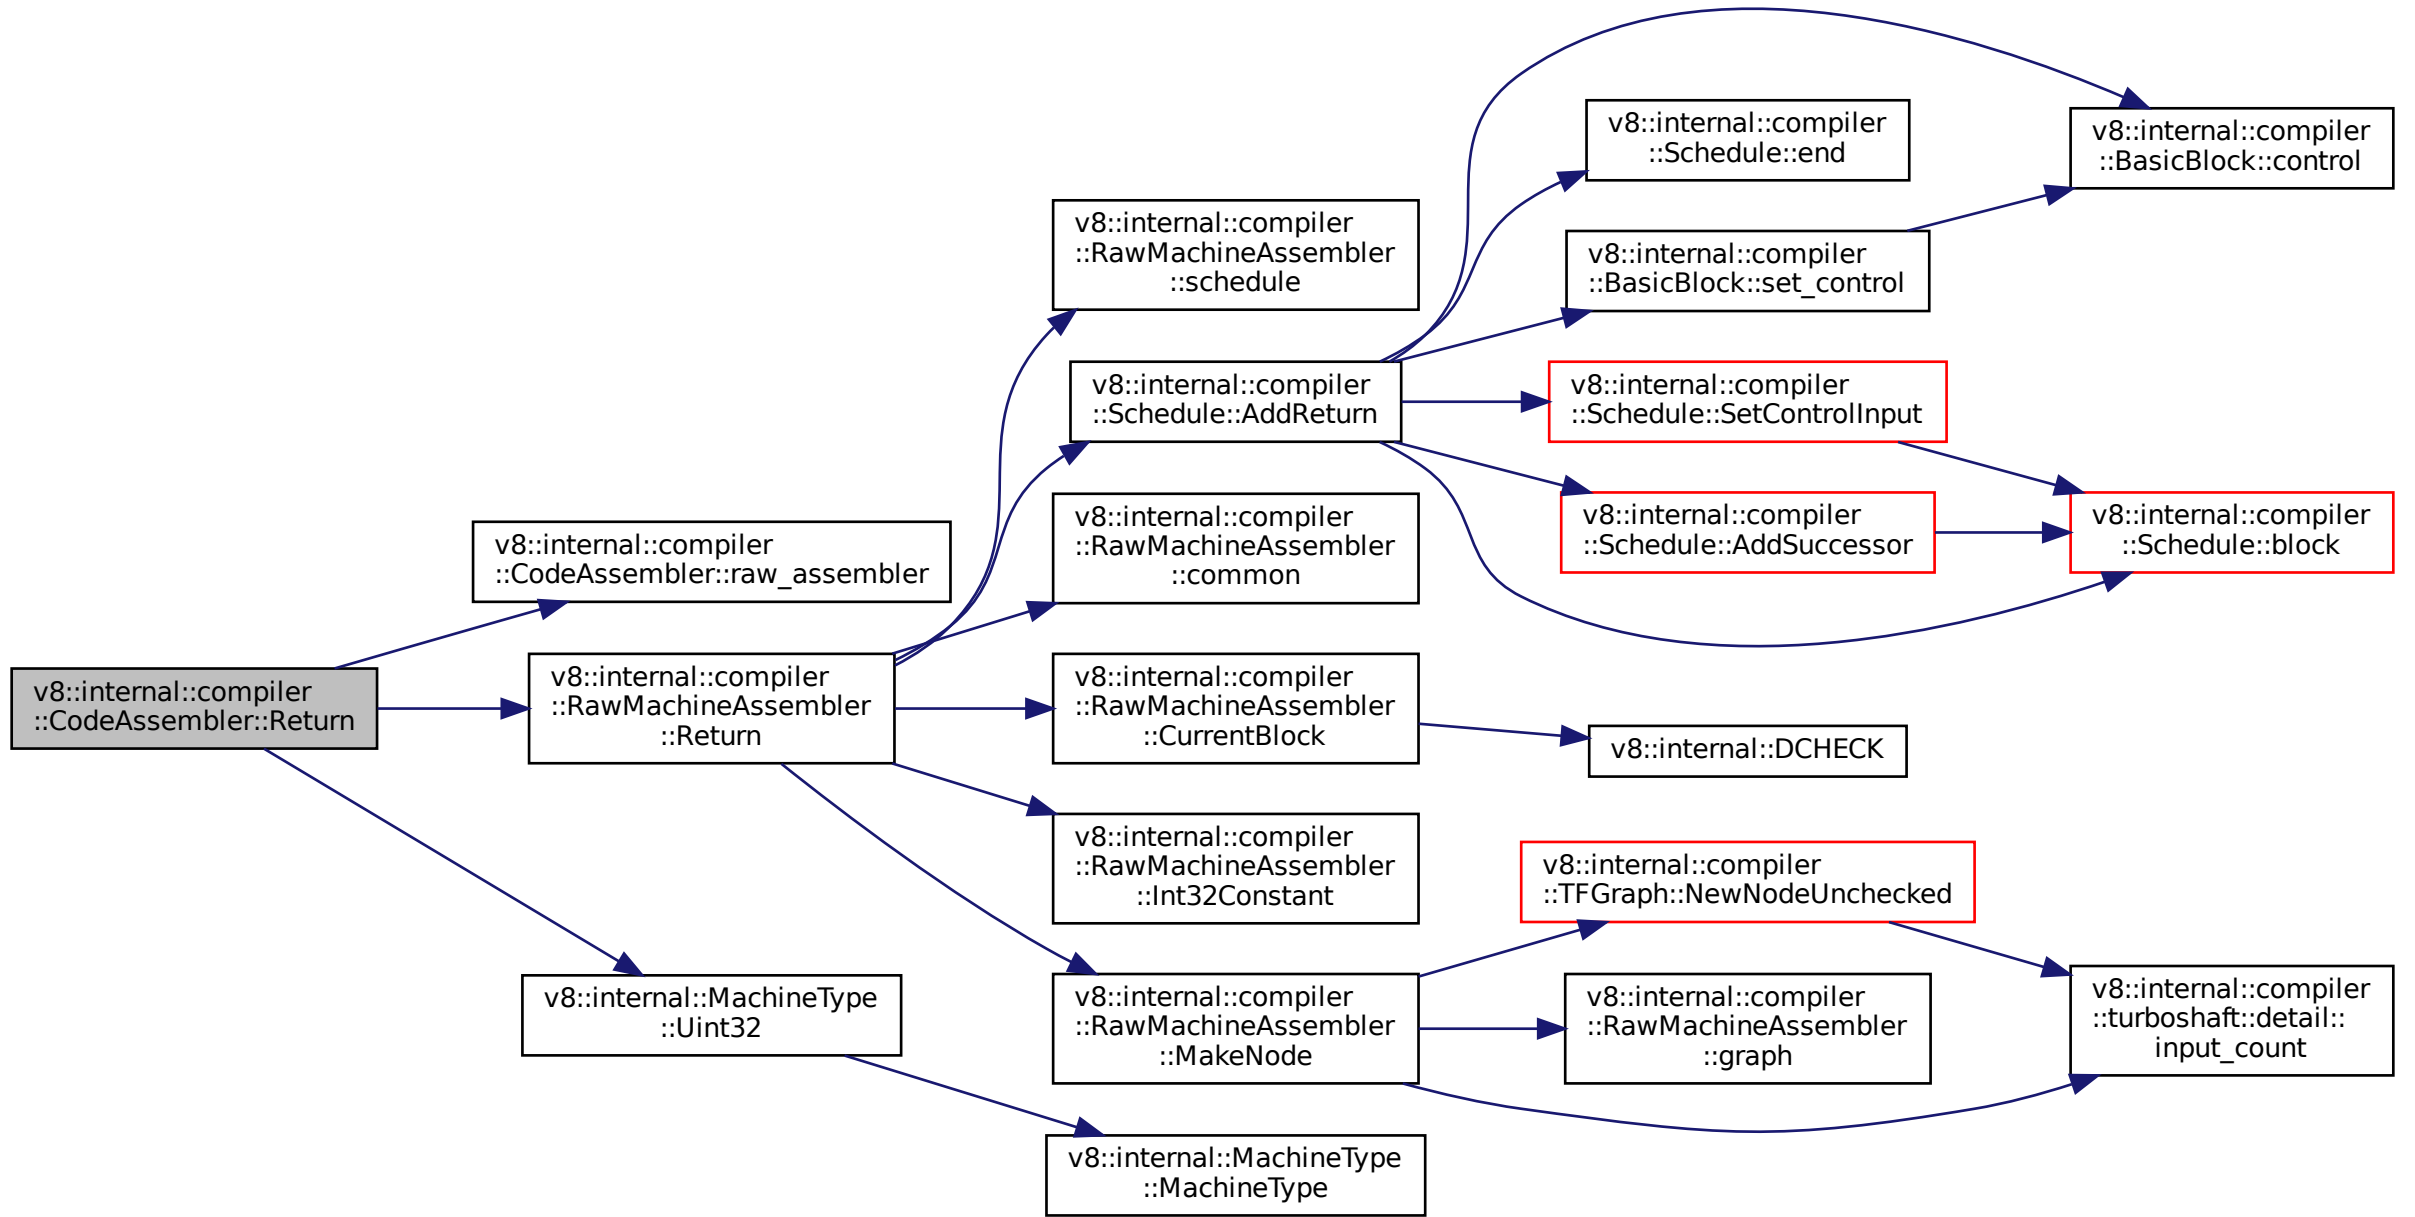 v8::internal::compiler
::CodeAssembler::Return
v8::internal::compiler
::CodeAssembler::raw_assembler
v8::internal::compiler
::RawMachineAssembler
::Return
v8::internal::MachineType
::Uint32
v8::internal::compiler
::RawMachineAssembler
::schedule
v8::internal::compiler
::Schedule::AddReturn
v8::internal::compiler
::RawMachineAssembler
::common
v8::internal::compiler
::RawMachineAssembler
::CurrentBlock
v8::internal::compiler
::RawMachineAssembler
::Int32Constant
v8::internal::compiler
::RawMachineAssembler
::MakeNode
v8::internal::MachineType
::MachineType
v8::internal::compiler
::Schedule::end
v8::internal::compiler
::BasicBlock::set_control
v8::internal::compiler
::Schedule::SetControlInput
v8::internal::compiler
::Schedule::AddSuccessor
v8::internal::DCHECK
v8::internal::compiler
::TFGraph::NewNodeUnchecked
v8::internal::compiler
::RawMachineAssembler
::graph
v8::internal::compiler
::BasicBlock::control
v8::internal::compiler
::Schedule::block
v8::internal::compiler
::turboshaft::detail::
input_count